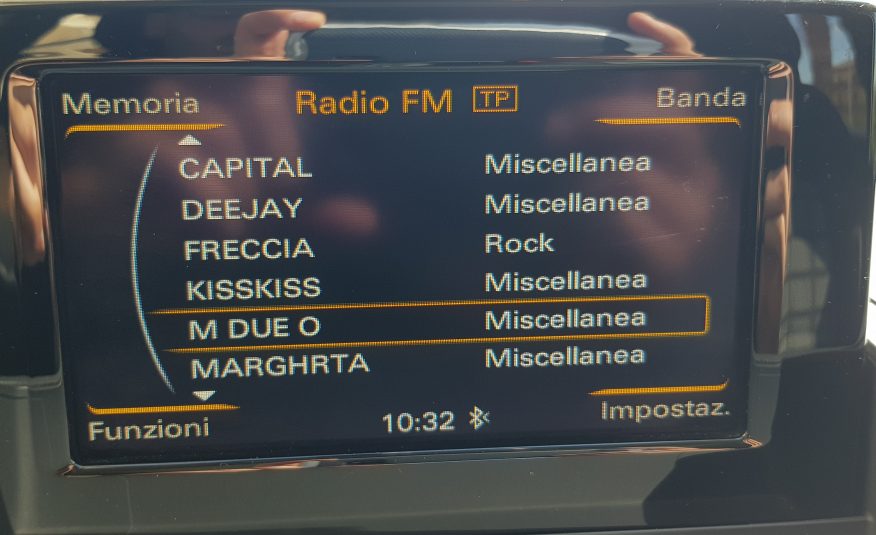 Memoria Radio FM TP Banda
CAPITAL Miscellanea
DEEJAY Miscellanea
FRECCIA Rock
KISSKISS Miscellanea
M DUE O Miscellanea
MARGHRTA Miscellanea
Funzioni 10:32 Impostaz.